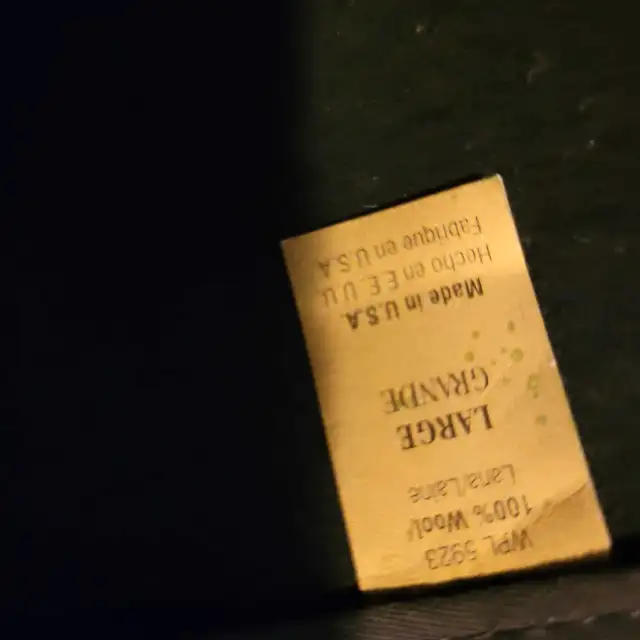 WPL 5923
100% Wool
Lana/Laine
LARGE
GRANDE
Made in U.S.A.
Hecho en E.E.U.U.
Fabrique en U.S.A